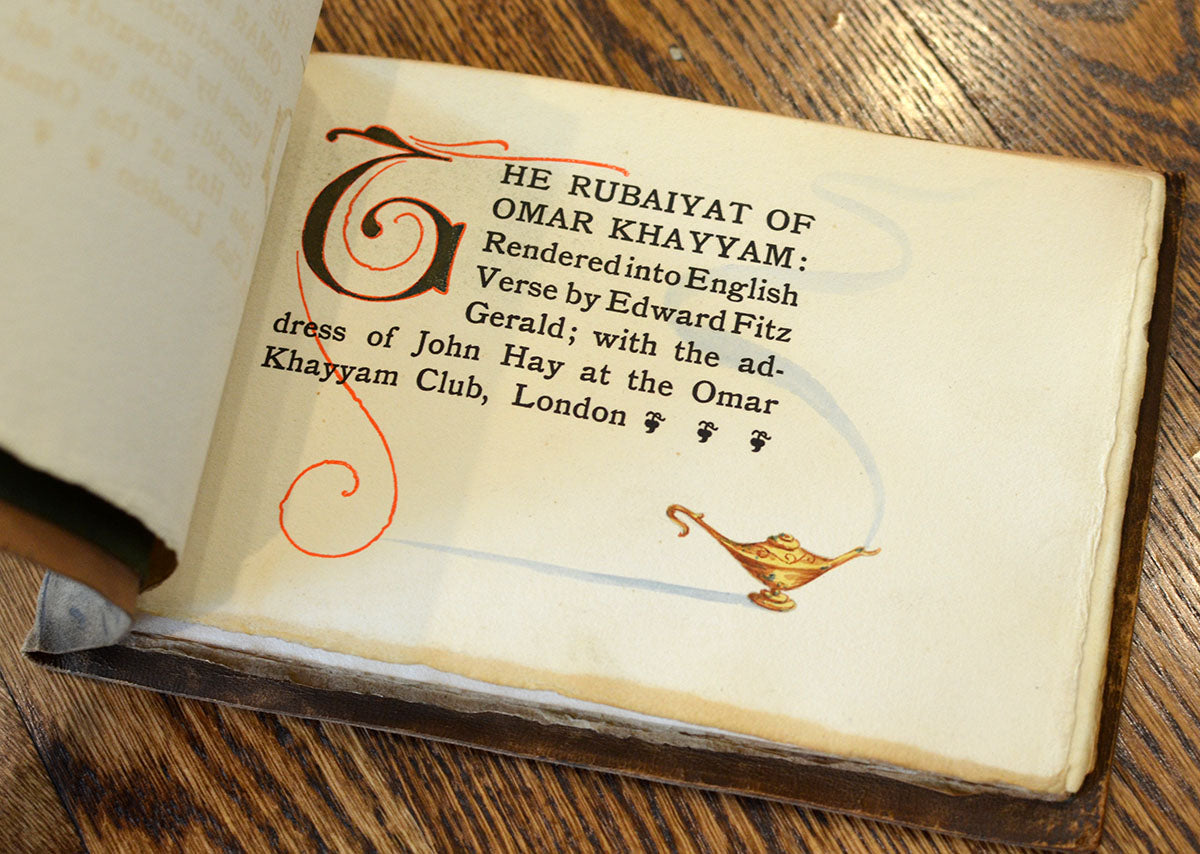 THE RUBAIYAT OF
OMAR KHAYYAM:
Rendered into English
Verse by Edward Fitz
Gerald; with the ad-
dress of John Hay at the Omar
Khayyam Club, London